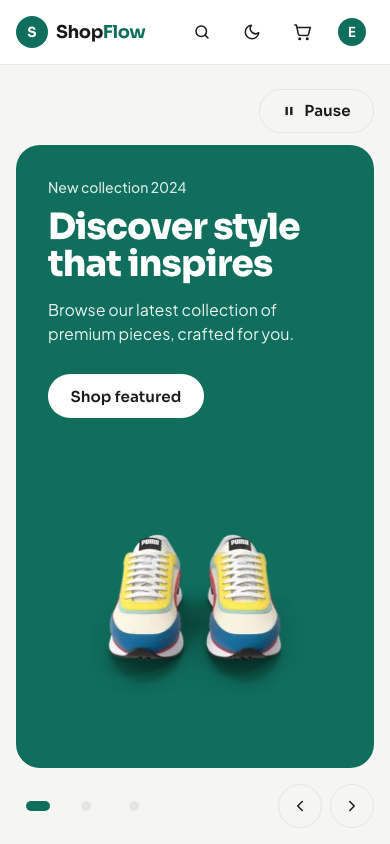 S ShopFlow E
Pause
New collection 2024
Discover style
that inspires
Browse our latest collection of
premium pieces, crafted for you.
Shop featured
PUMA PUMA